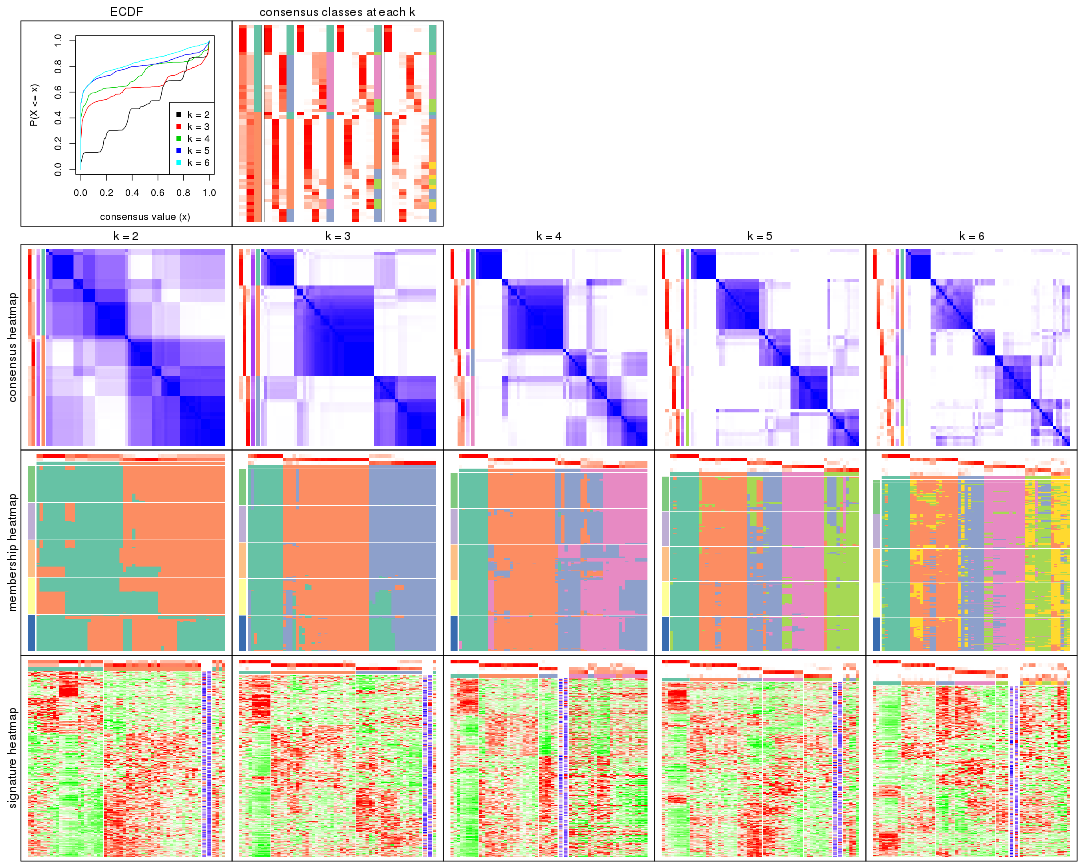 ECDF
consensus classes at each k
P(X <= x)
0.0 0.2 0.4 0.6 0.8 1.0
k = 2
k = 3
k = 4
k = 5
k = 6
0.0 0.2 0.4 0.6 0.8 1.0
consensus value (x)
k = 2 k = 3 k = 4 k = 5 k = 6
consensus heatmap
membership heatmap
signature heatmap